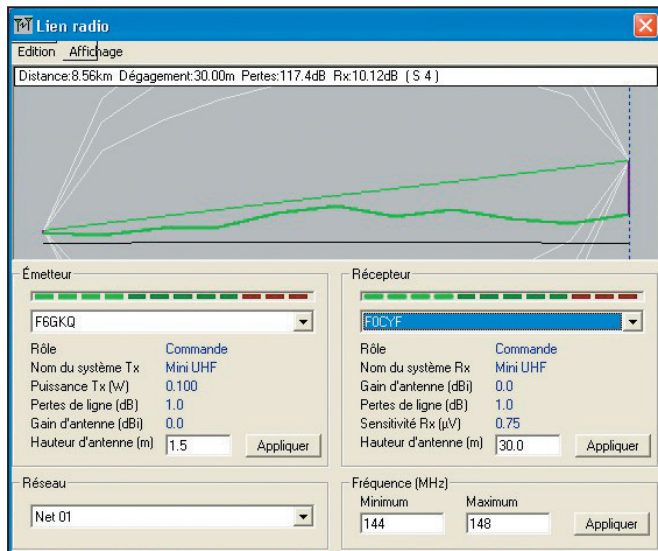 Lien radio
Edition Affichage
Distance:8.56km Dégagement:30.00m Pertes:117.4dB Rx:10.12dB (S 4)
Émetteur
F6GKQ
Rôle Commande
Nom du système Tx Mini UHF
Puissance Tx (W) 0.100
Pertes de ligne (dB) 1.0
Gain d'antenne (dBi) 0.0
Hauteur d'antenne (m) 1.5 Appliquer
Récepteur
F0CYF
Rôle Commande
Nom du système Rx Mini UHF
Gain d'antenne (dBi) 0.0
Pertes de ligne (dB) 1.0
Sensitivité Rx (µV) 0.75
Hauteur d'antenne (m) 30.0 Appliquer
Réseau
Net 01
Fréquence (MHz)
Minimum Maximum
144 148 Appliquer